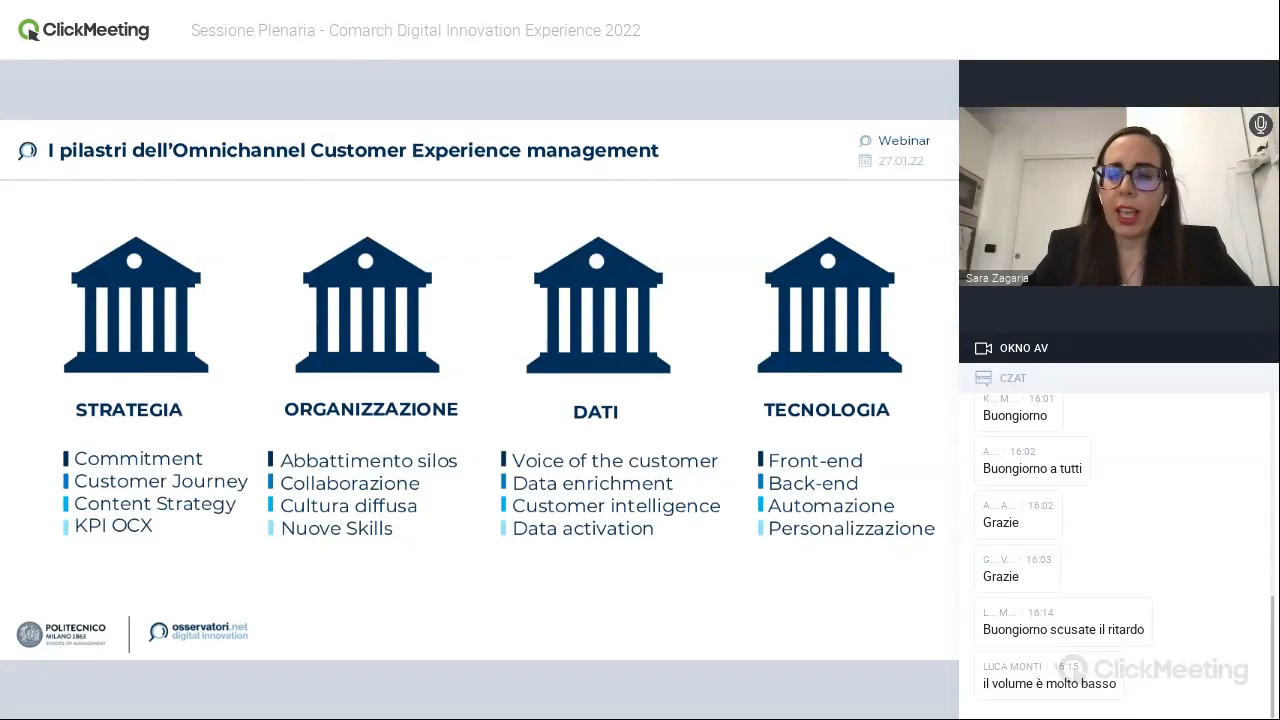 ClickMeeting
Sessione Plenaria - Comarch Digital Innovation Experience 2022
I pilastri dell'Omnichannel Customer Experience management
Webinar
27.01.22
STRATEGIA
Commitment
Customer Journey
Content Strategy
KPI OCX
ORGANIZZAZIONE
Abbattimento silos
Collaborazione
Cultura diffusa
Nuove Skills
DATI
Voice of the customer
Data enrichment
Customer intelligence
Data activation
TECNOLOGIA
Front-end
Back-end
Automazione
Personalizzazione
POLITECNICO
MILANO 1863
SCHOOL OF MANAGEMENT
osservatori.net
digital innovation
Sara Zagaria
OKNO AV
CZAT
K... M... 16:01
Buongiorno
A... 16:02
Buongiorno a tutti
A... A... 16:02
Grazie
G... V... 16:03
Grazie
L... M... 16:14
Buongiorno scusate il ritardo
LUCA MONTI 16:15
il volume è molto basso
ClickMeeting